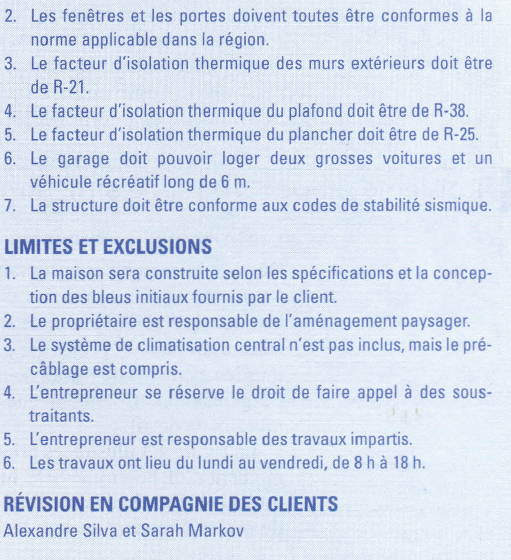 2. Les fenêtres et les portes doivent toutes être conformes à la
norme applicable dans la région.
3. Le facteur d'isolation thermique des murs extérieurs doit être
de R-21.
4. Le facteur d'isolation thermique du plafond doit être de R-38.
5. Le facteur d'isolation thermique du plancher doit être de R-25.
6. Le garage doit pouvoir loger deux grosses voitures et un
véhicule récréatif long de 6 m.
7. La structure doit être conforme aux codes de stabilité sismique.
LIMITES ET EXCLUSIONS
1. La maison sera construite selon les spécifications et la concep-
tion des bleus initiaux fournis par le client.
2. Le propriétaire est responsable de l'aménagement paysager.
3. Le système de climatisation central n'est pas inclus, mais le pré-
câblage est compris.
4. L'entrepreneur se réserve le droit de faire appel à des sous-
traitants.
5. L'entrepreneur est responsable des travaux impartis.
6. Les travaux ont lieu du lundi au vendredi, de 8 h à 18 h.
RÉVISION EN COMPAGNIE DES CLIENTS
Alexandre Silva et Sarah Markov